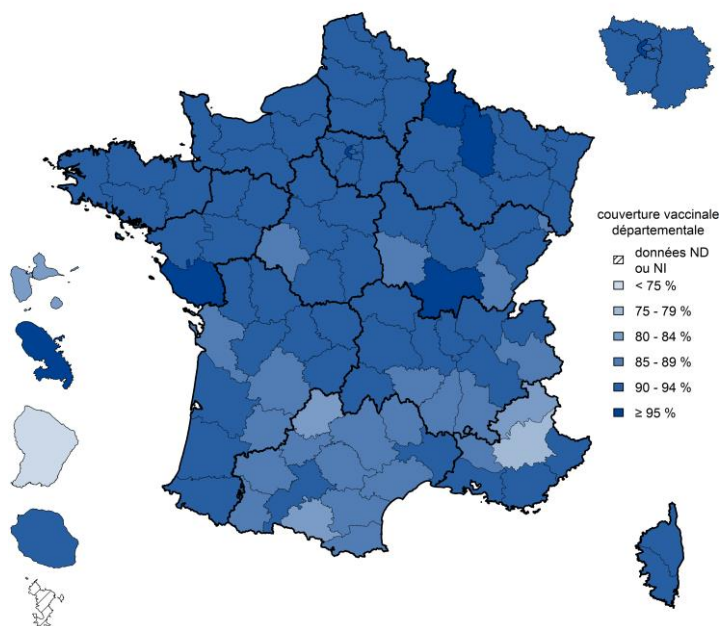 couverture vaccinale
départementale
données ND
ou NI
< 75 %
75 - 79 %
80 - 84 %
85 - 89 %
90 - 94 %
≥ 95 %